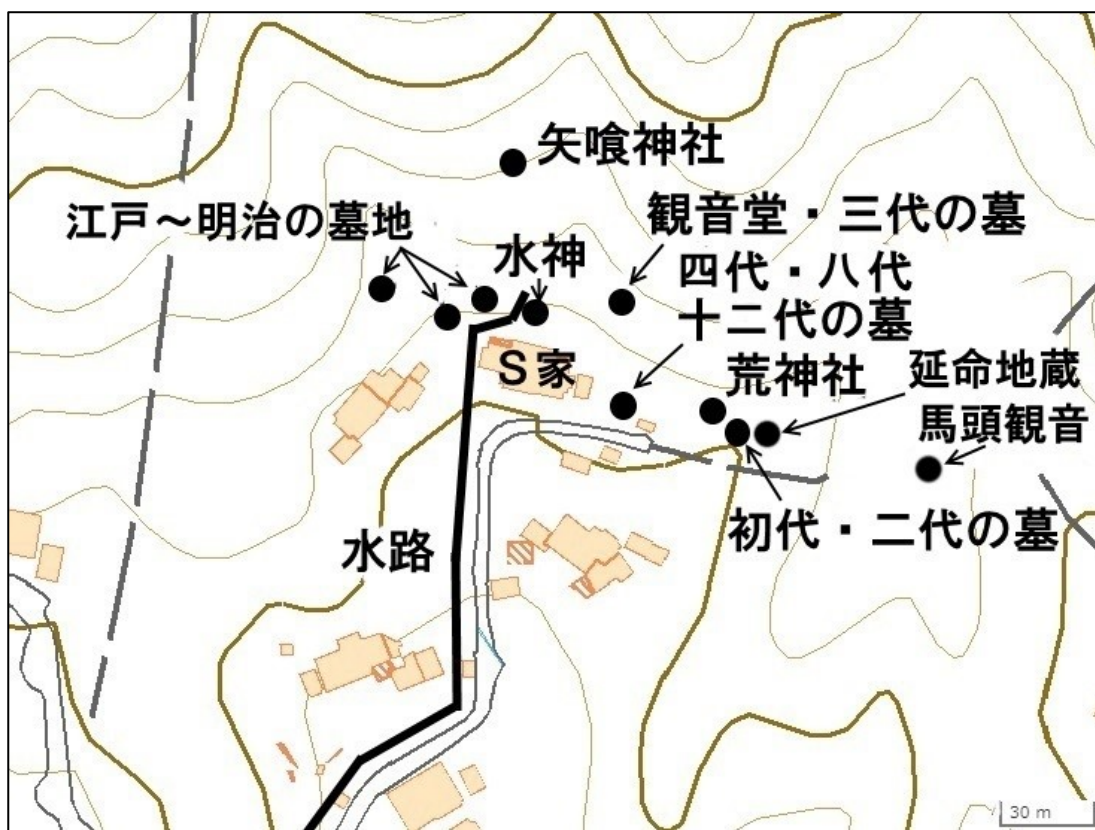 矢喰神社
江戸～明治の墓地
水神
観音堂・三代の墓
四代・八代
十二代の墓
S家
荒神社
延命地蔵
馬頭観音
初代・二代の墓
水路
30 m